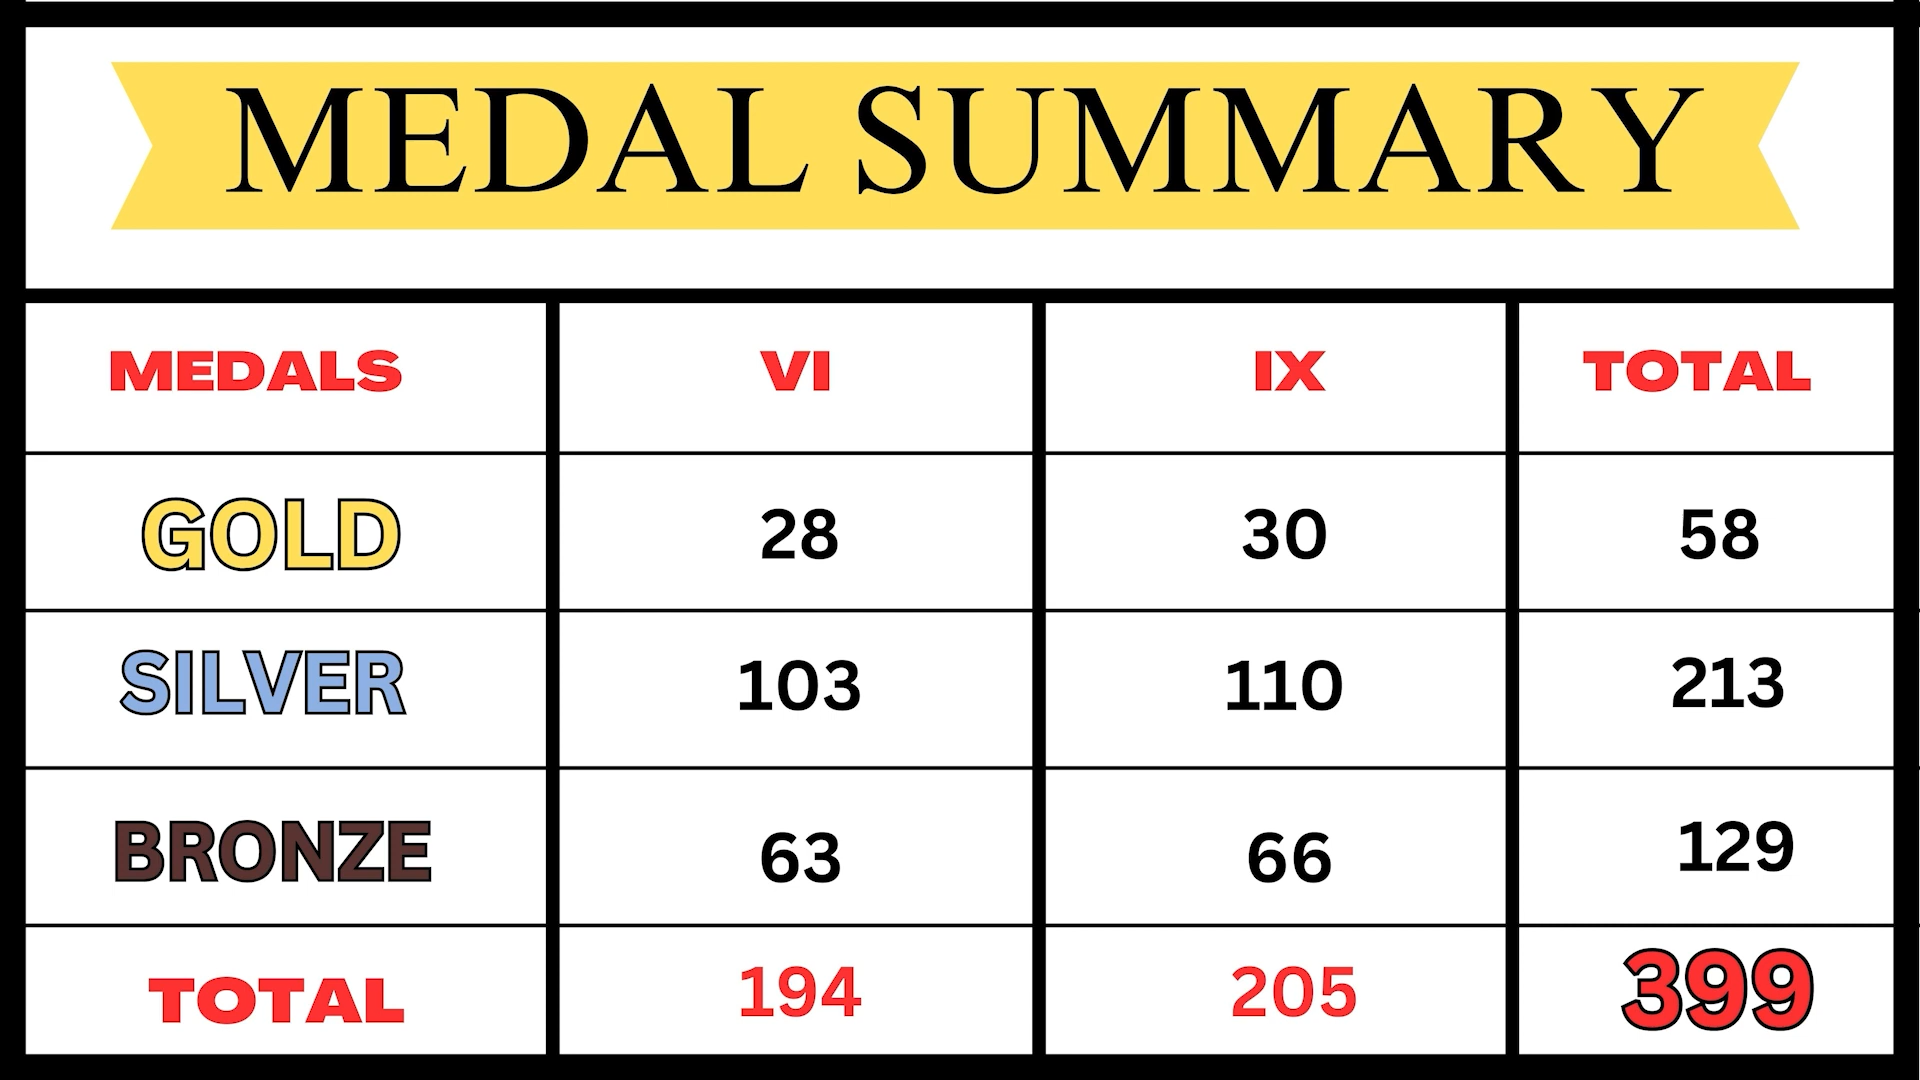 MEDAL SUMMARY
MEDALS VI IX TOTAL
GOLD 28 30 58
SILVER 103 110 213
BRONZE 63 66 129
TOTAL 194 205 399